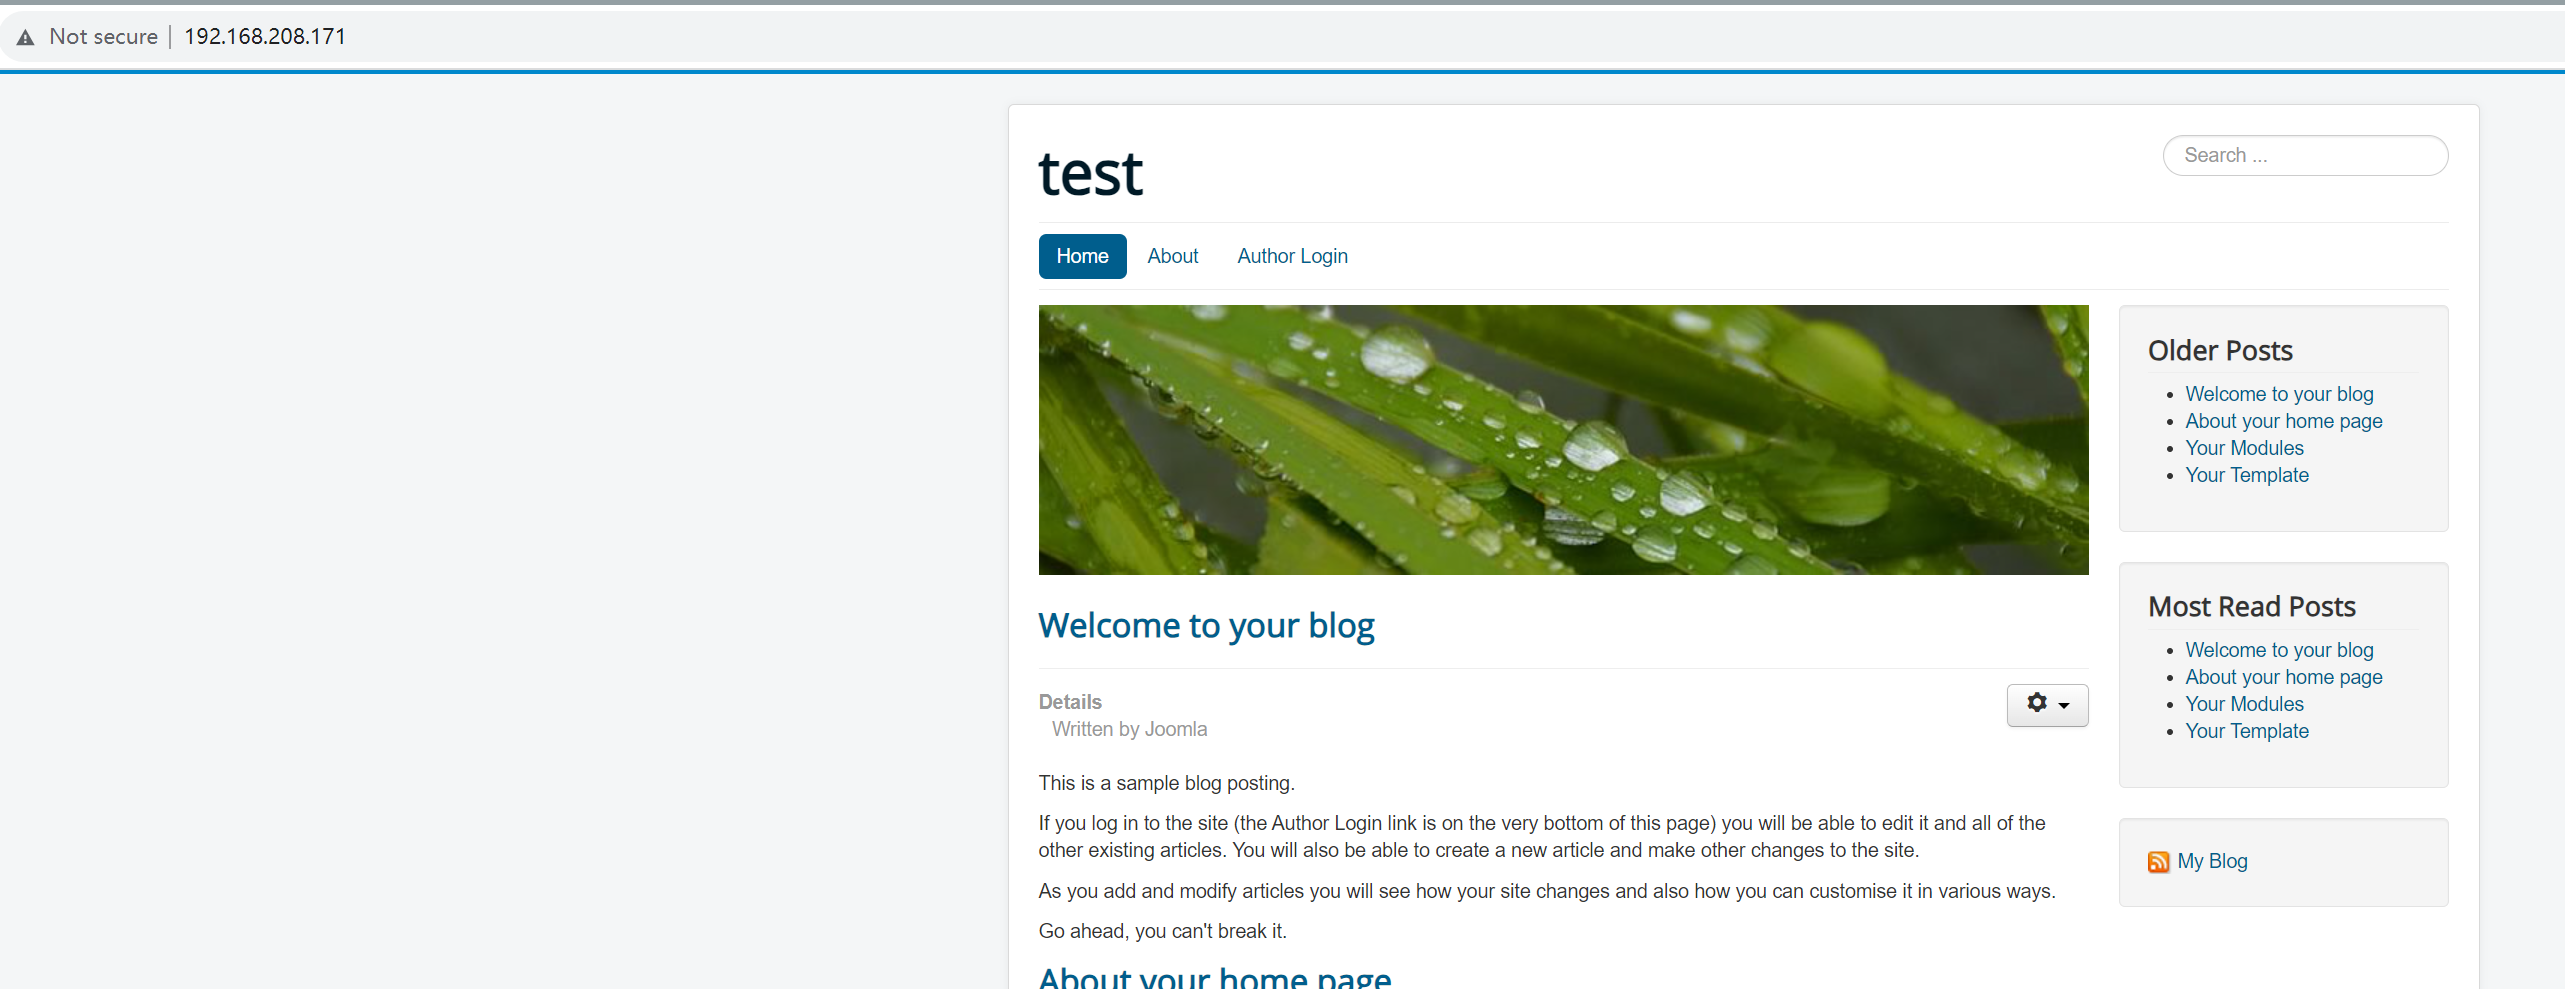 Not secure | 192.168.208.171
test
Search ...
Home About Author Login
Older Posts
Welcome to your blog
About your home page
Your Modules
Your Template
Most Read Posts
Welcome to your blog
About your home page
Your Modules
Your Template
My Blog
Welcome to your blog
Details
Written by Joomla
This is a sample blog posting.
If you log in to the site (the Author Login link is on the very bottom of this page) you will be able to edit it and all of the
other existing articles. You will also be able to create a new article and make other changes to the site.
As you add and modify articles you will see how your site changes and also how you can customise it in various ways.
Go ahead, you can't break it.
About your home page